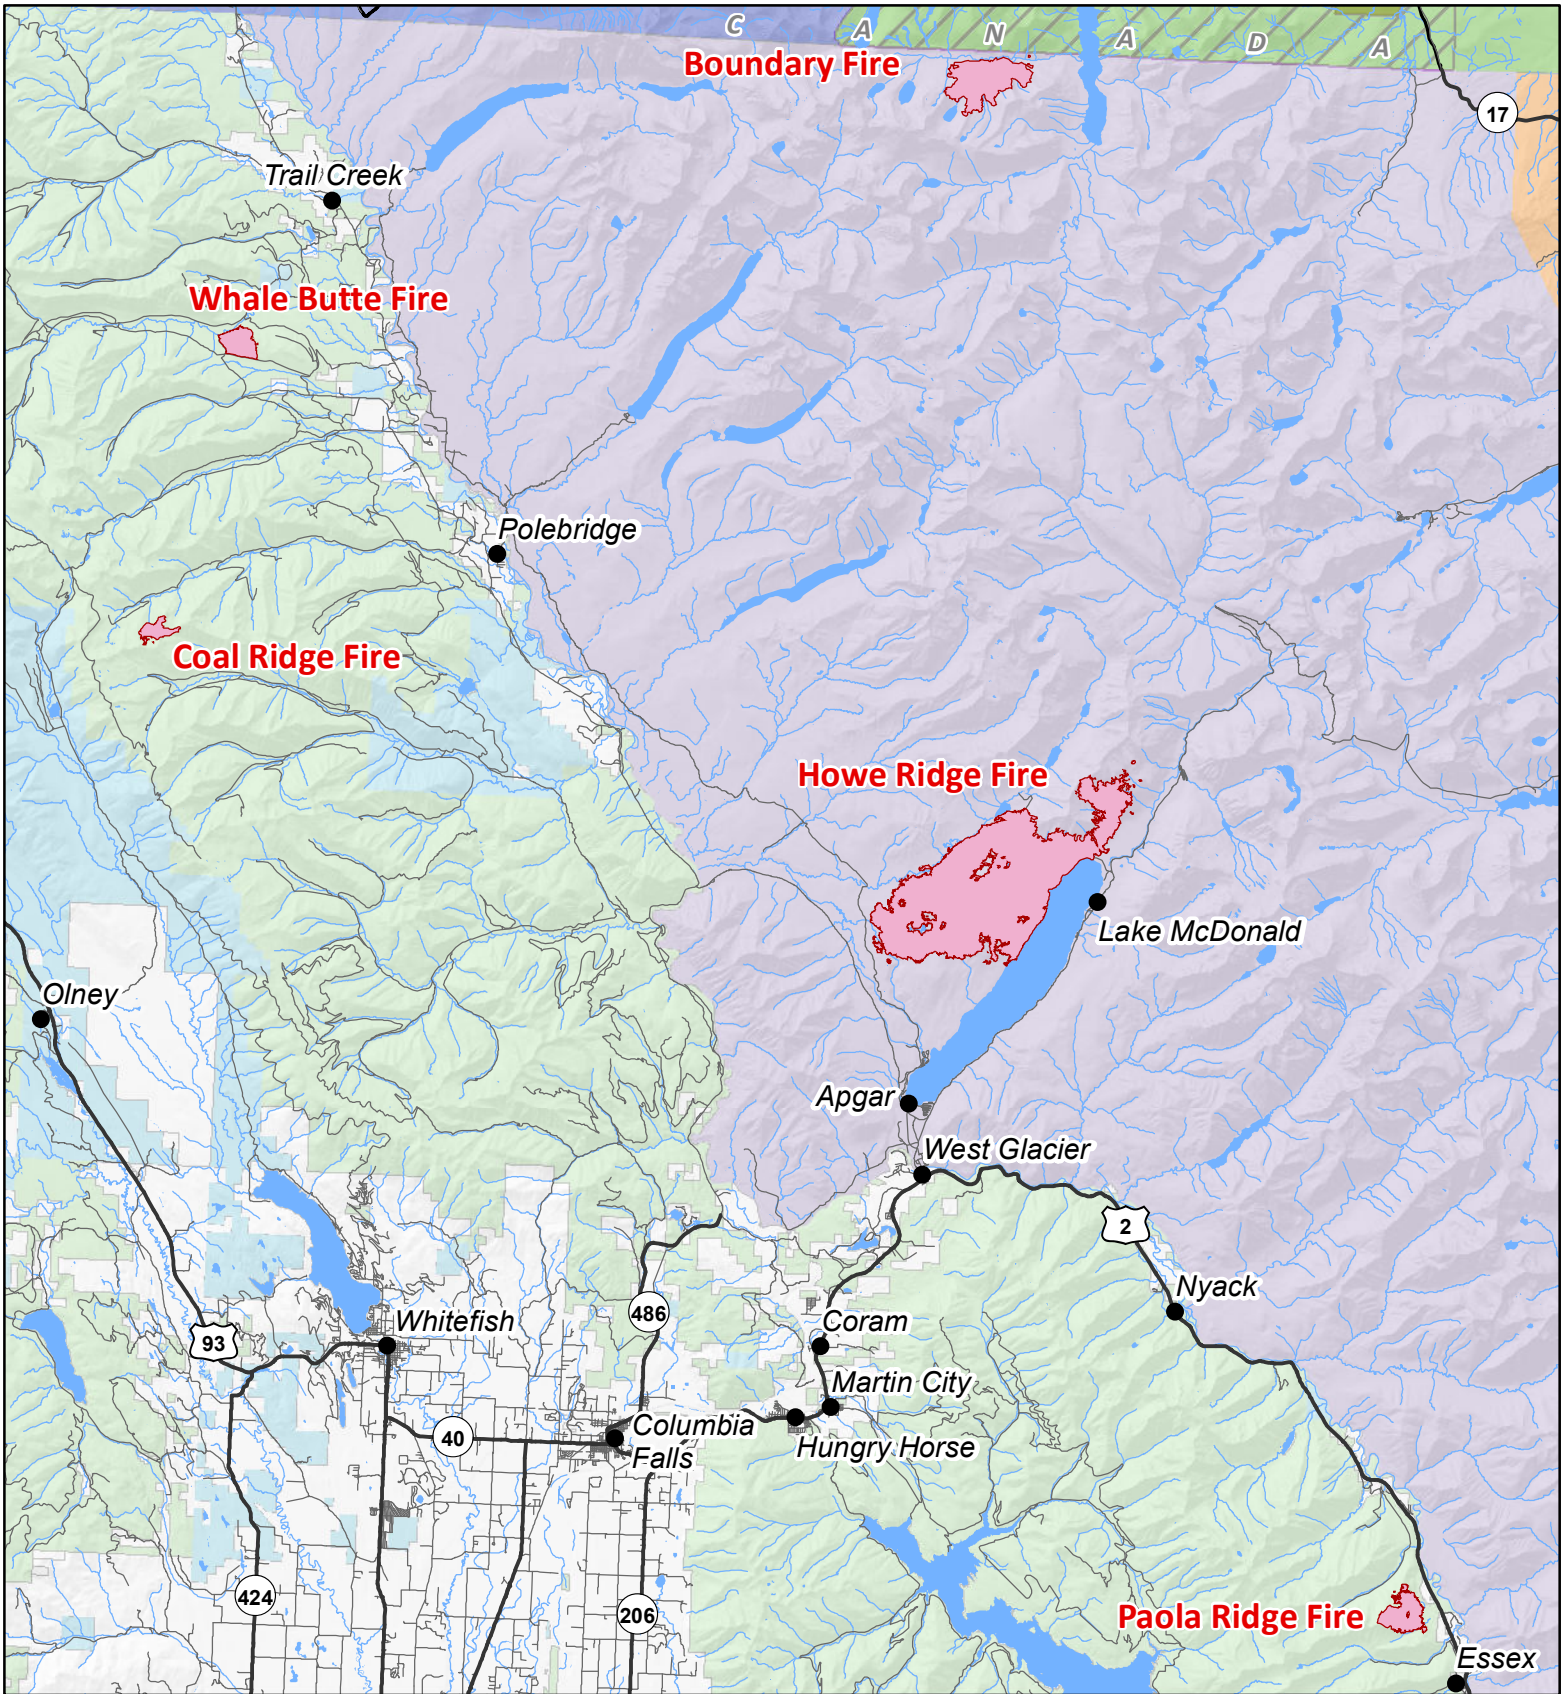 C A N A D A
Boundary Fire
17
Trail Creek
Whale Butte Fire
Polebridge
Coal Ridge Fire
Howe Ridge Fire
Lake McDonald
Olney
Apgar
West Glacier
2
Nyack
486
Whitefish
93
Coram
Martin City
Columbia
Falls
40
Hungry Horse
424
206
Paola Ridge Fire
Essex